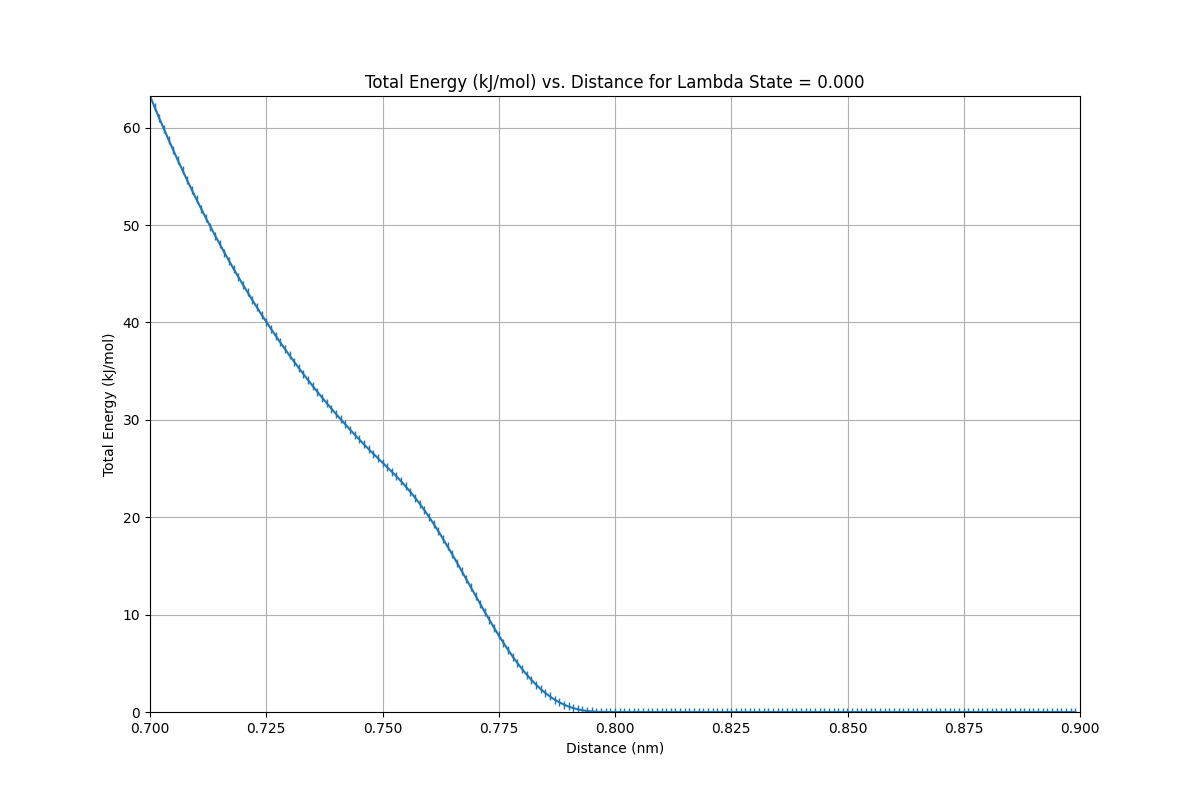 Total Energy (kJ/mol) vs. Distance for Lambda State = 0.000
Total Energy (kJ/mol)
60
50
40
30
20
10
0
0.700 0.725 0.750 0.775 0.800 0.825 0.850 0.875 0.900
Distance (nm)